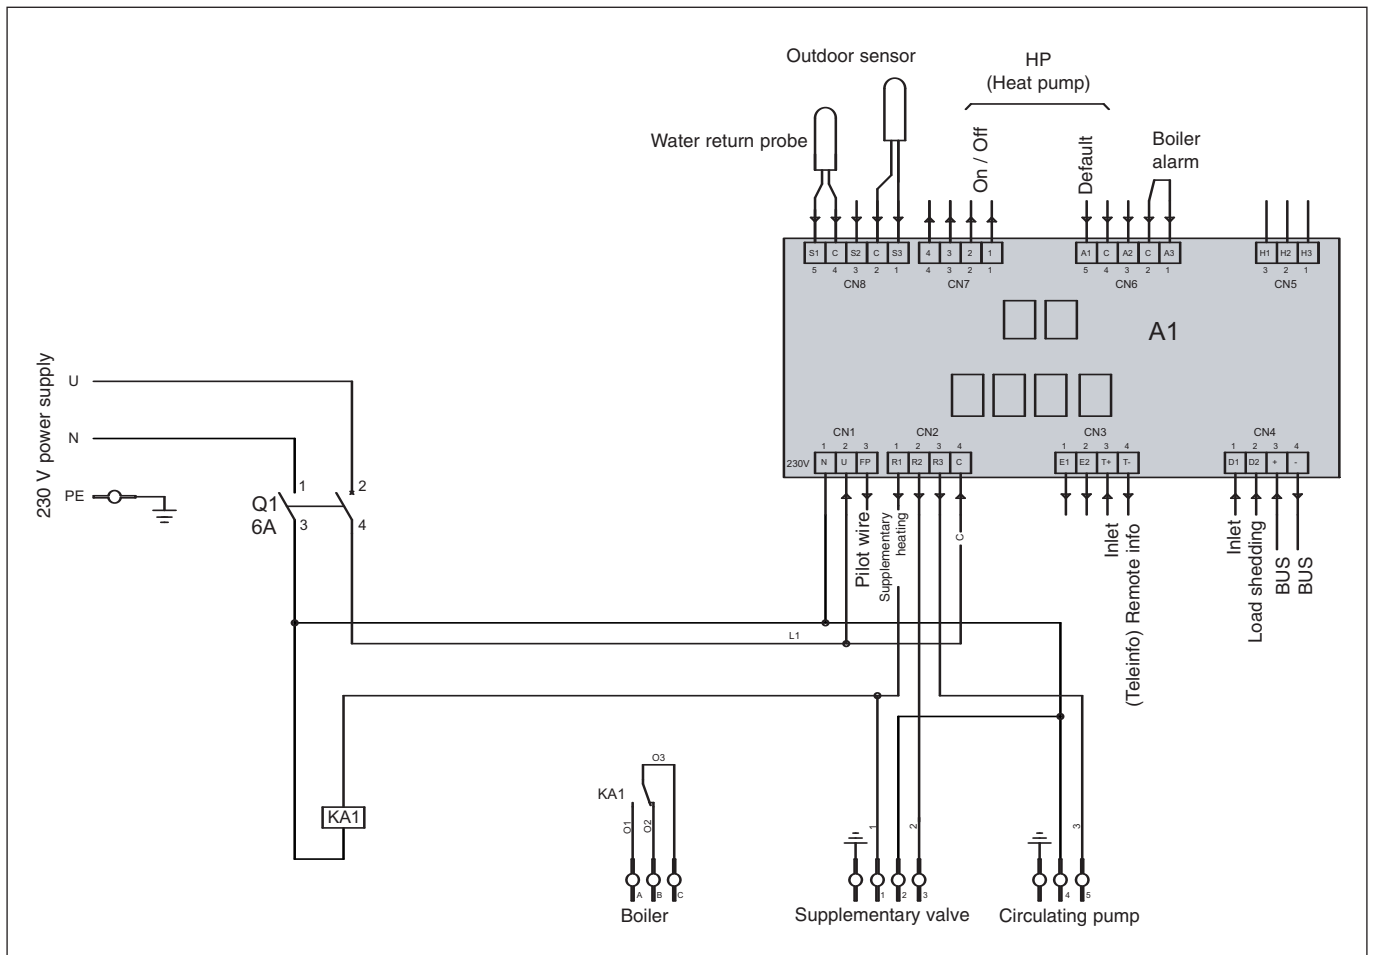 Outdoor sensor
HP
(Heat pump)
Water return probe
On / Off
Default
Boiler
alarm
S1 C S2 C S3
5 4 3 2 1
CN8
4 3 2 1
4 3 2 1
CN7
A1 C A2 C A3
5 4 3 2 1
CN6
H1 H2 H3
3 2 1
CN5
A1
230 V power supply
U
N
PE
Q1
6A
1
2
3
4
CN1
1 2 3
230V
N U FP
CN2
1 2 3 4
R1 R2 R3 C
CN3
1 2 3 4
E1 E2 T+ T-
CN4
1 2 3 4
D1 D2 + -
Pilot wire
Supplementary
heating
C
Inlet
(Teleinfo) Remote info
Inlet
Load shedding
BUS
BUS
L1
KA1
KA1
O3
O1
O2
A B C
Boiler
1
2
1 2 3
Supplementary valve
3
4 5
Circulating pump